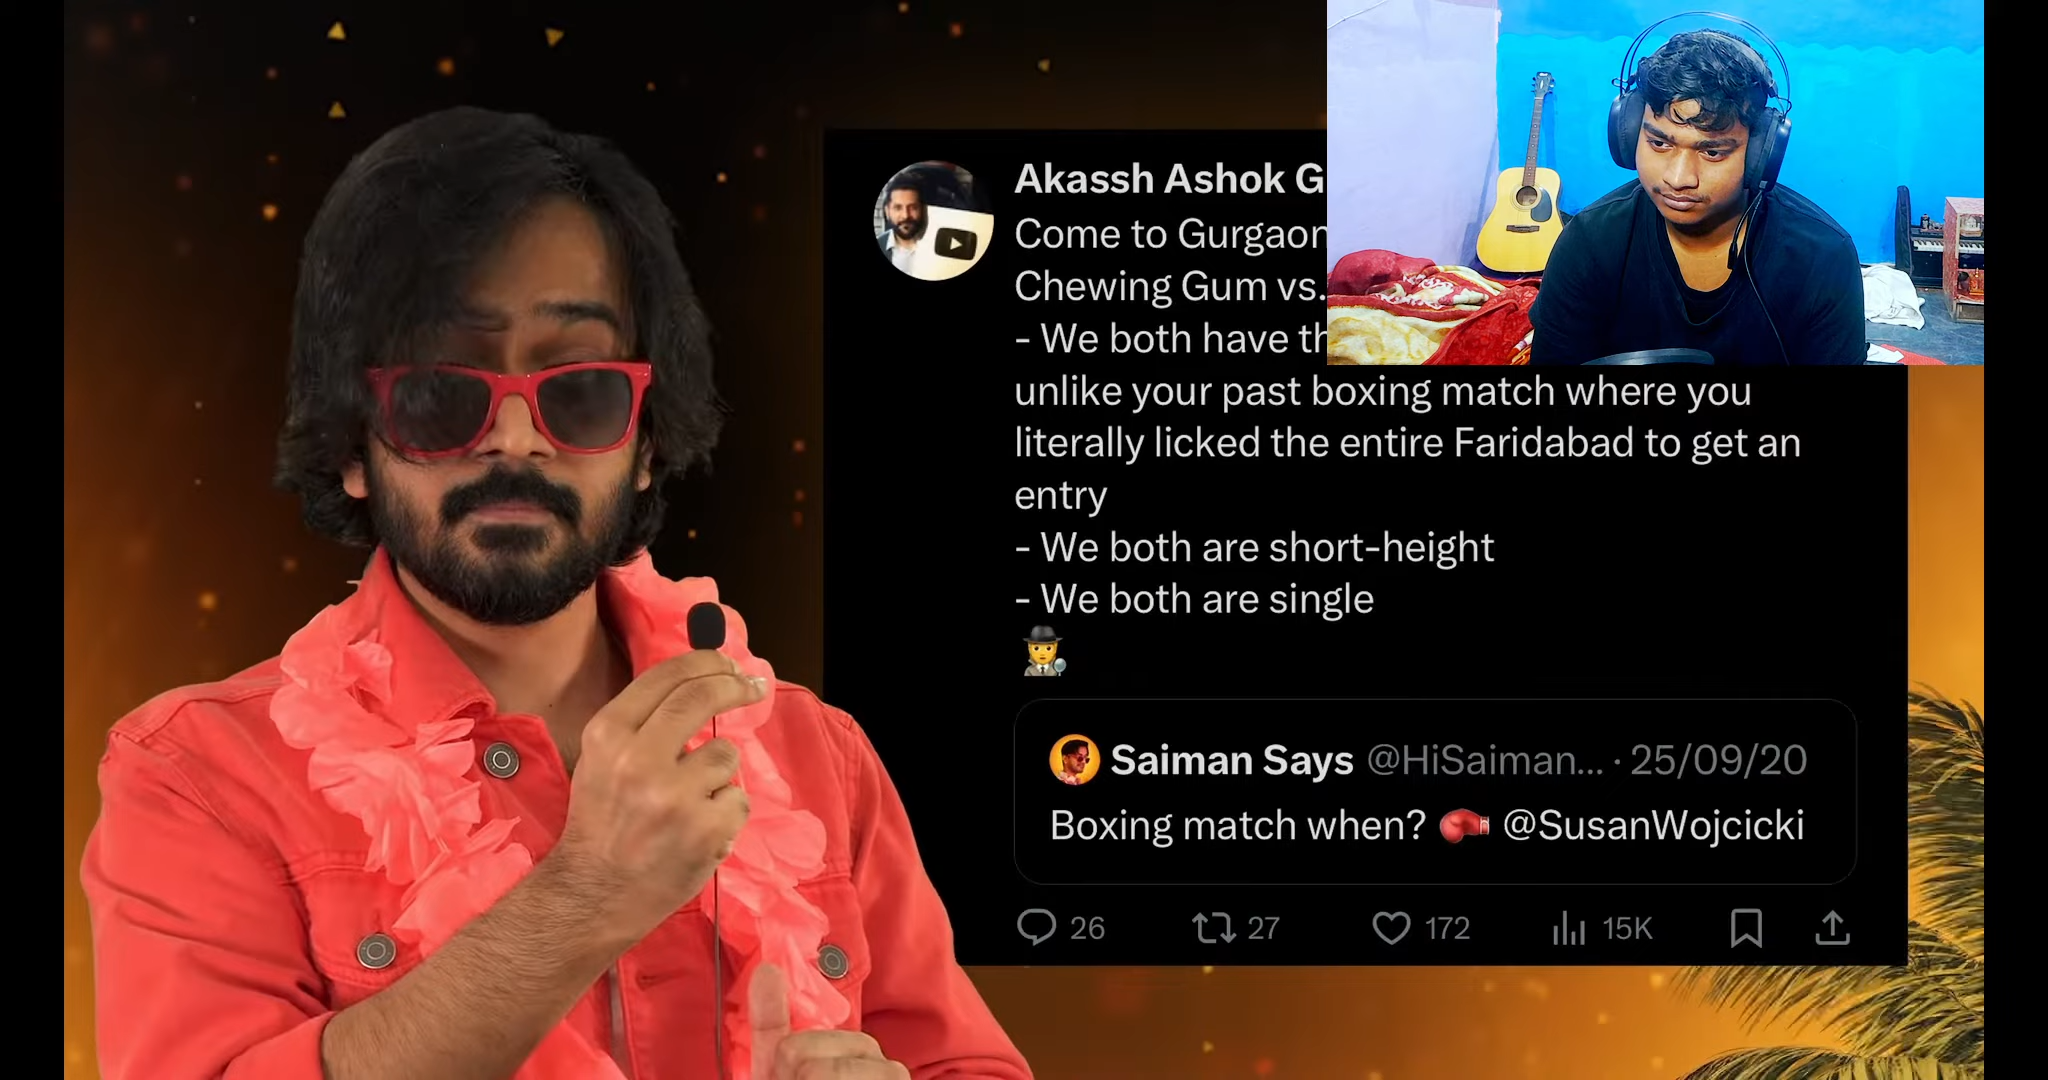 Akassh Ashok G
Come to Gurgaon
Chewing Gum vs.
- We both have th
unlike your past boxing match where you
literally licked the entire Faridabad to get an
entry
- We both are short-height
- We both are single
Saiman Says @HiSaiman... · 25/09/20
Boxing match when? 🥊 @SusanWojcicki
26 27 172 15K